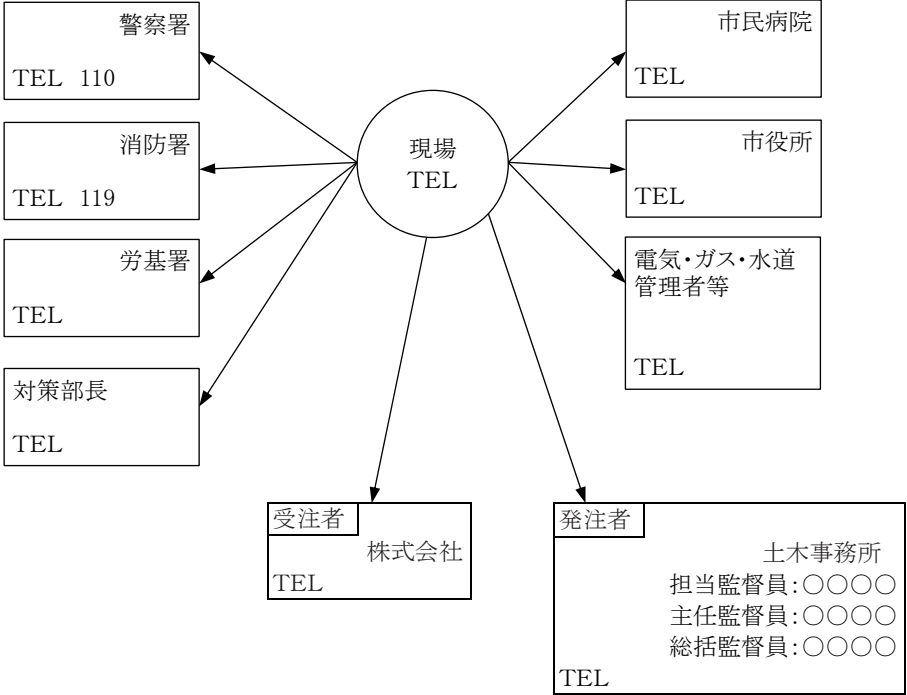 警察署
TEL 110
消防署
TEL 119
労基署
TEL
対策部長
TEL
現場
TEL
市民病院
TEL
市役所
TEL
電気・ガス・水道
管理者等
TEL
受注者
株式会社
TEL
発注者
土木事務所
担当監督員:○○○○
主任監督員:○○○○
総括監督員:○○○○
TEL